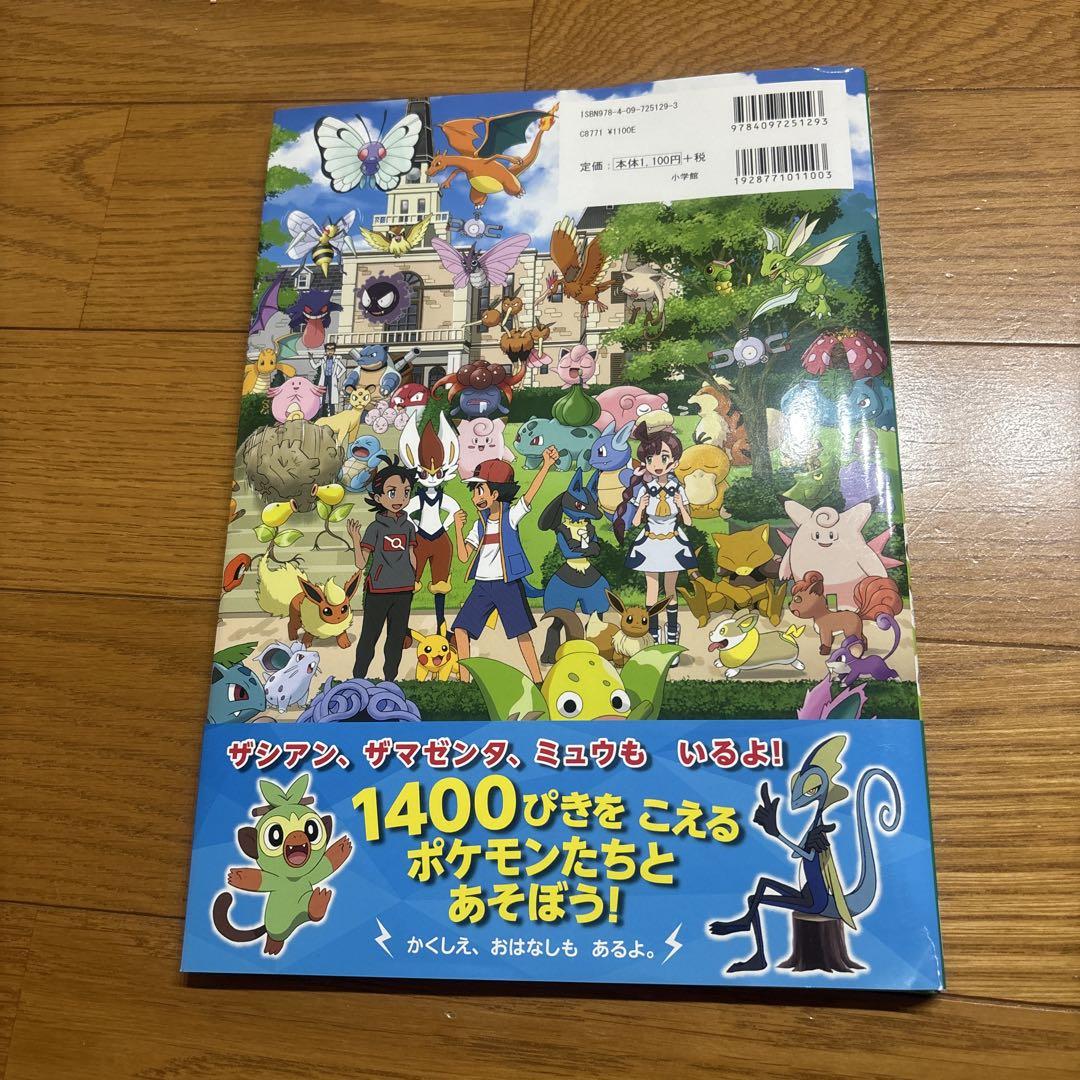 ISBN978-4-09-725129-3
C8771 ¥1100E
定価：本体1,100円+税
小学館
9784097251293
1928771011003
ザシアン、ザマゼンタ、ミュウも いるよ!
1400ぴきを こえる
ポケモンたちと
あそぼう!
かくしえ、おはなしも あるよ。